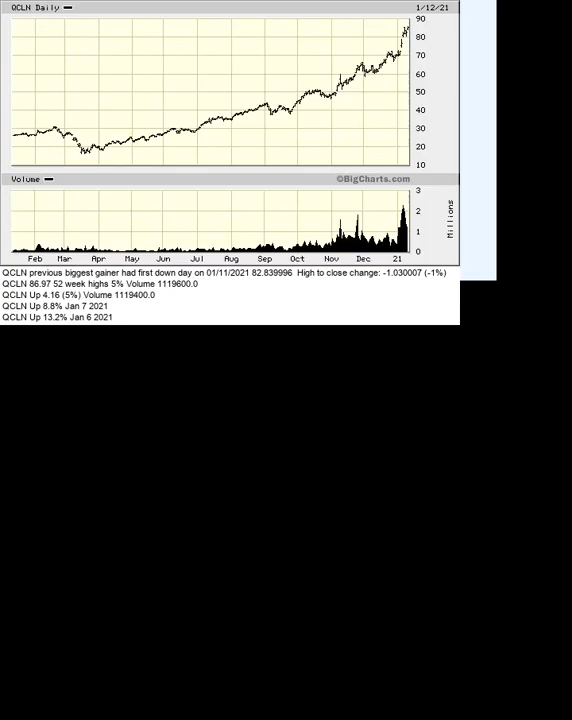 QCLN Daily 1/12/21
90
80
70
60
50
40
30
20
10
Volume ©BigCharts.com
3
2
1
0
Millions
Feb Mar Apr May Jun Jul Aug Sep Oct Nov Dec 21
QCLN previous biggest gainer had first down day on 01/11/2021 82.839996 High to close change: -1.030007 (-1%)
QCLN 86.97 52 week highs 5% Volume 1119600.0
QCLN Up 4.16 (5%) Volume 1119400.0
QCLN Up 8.8% Jan 7 2021
QCLN Up 13.2% Jan 6 2021